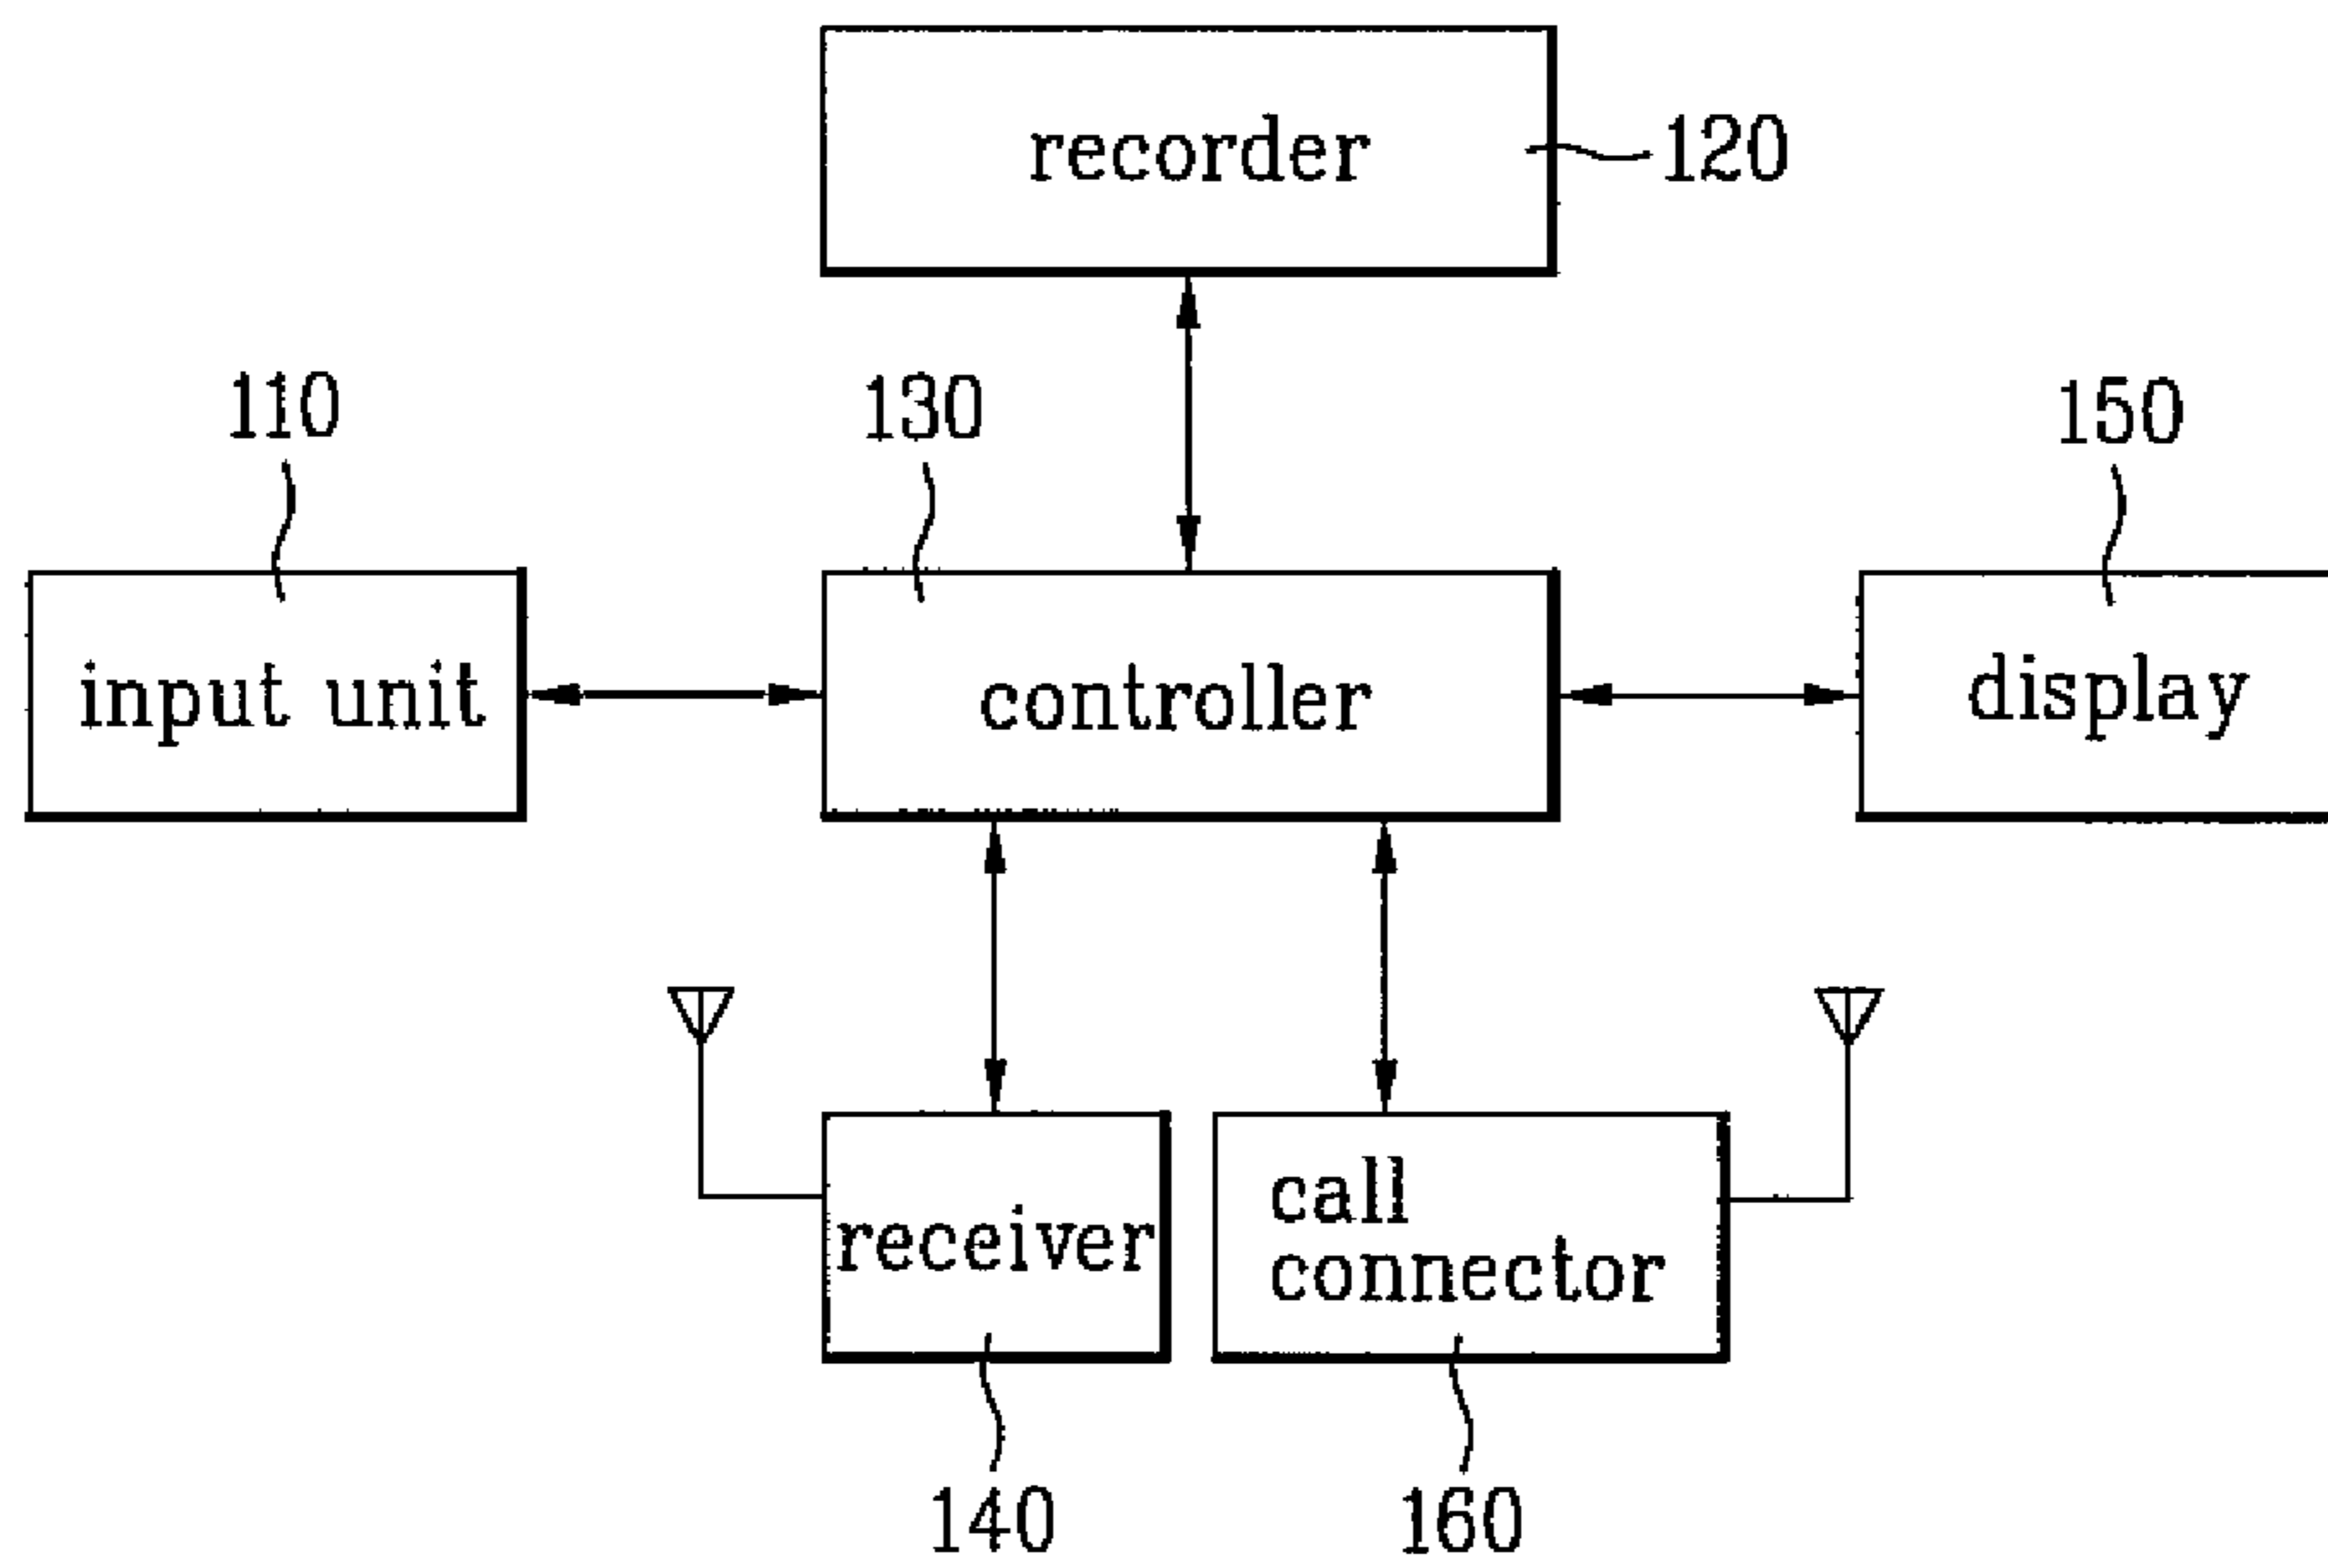 recorder
120
110
130
150
input unit
controller
display
receiver
call
connector
140
160